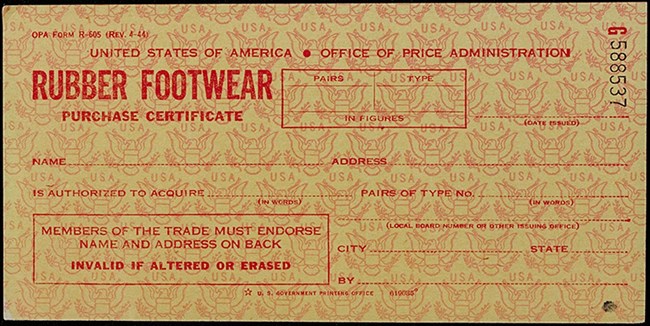 OPA FORM R-605 (REV. 4-44)
G 588537
UNITED STATES OF AMERICA ● OFFICE OF PRICE ADMINISTRATION
RUBBER FOOTWEAR
PURCHASE CERTIFICATE
PAIRS TYPE
IN FIGURES
(DATE ISSUED)
NAME ADDRESS
IS AUTHORIZED TO ACQUIRE PAIRS OF TYPE No.
(IN WORDS) (IN WORDS)
(LOCAL BOARD NUMBER OR OTHER ISSUING OFFICE)
MEMBERS OF THE TRADE MUST ENDORSE
NAME AND ADDRESS ON BACK
INVALID IF ALTERED OR ERASED
CITY STATE
BY
☆ U. S. GOVERNMENT PRINTING OFFICE
USA